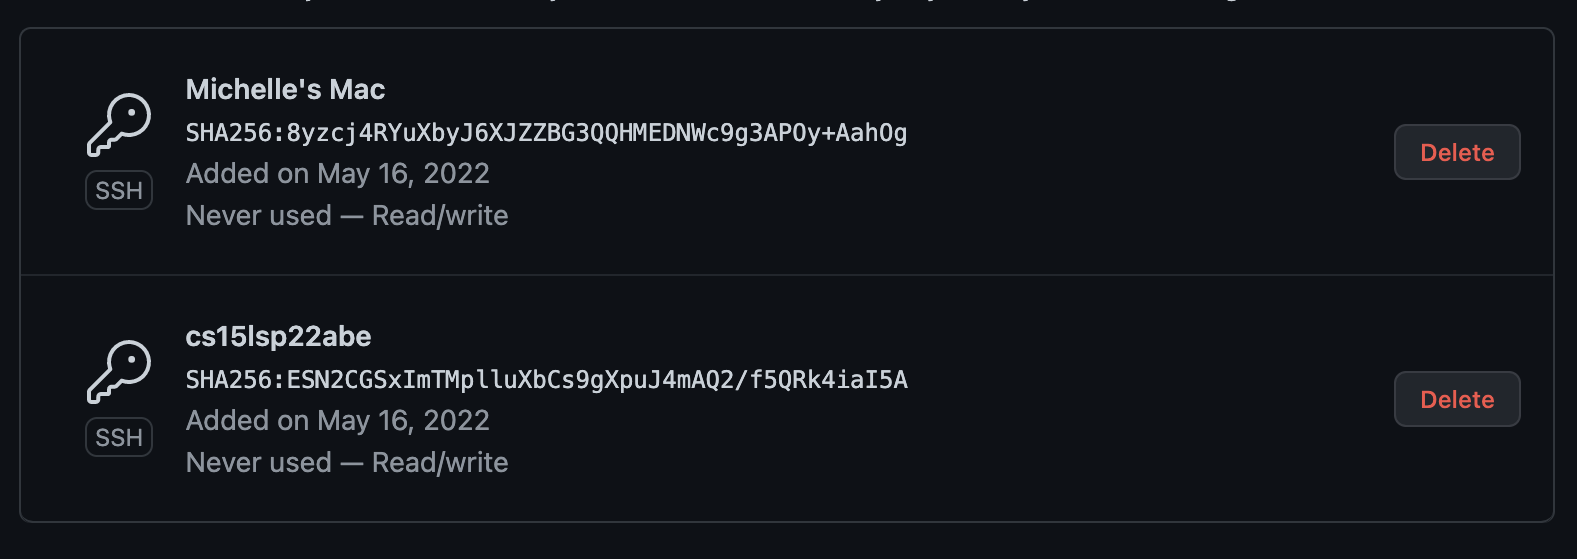 Michelle's Mac
SHA256:8yzcj4RYuXbyJ6XJZZBG3QQHMEDNWc9g3APOy+AahOg
Added on May 16, 2022
Never used — Read/write
SSH
Delete
cs15lsp22abe
SHA256:ESN2CGSxImTMplluXbCs9gXpuJ4mAQ2/f5QRk4iaI5A
Added on May 16, 2022
Never used — Read/write
SSH
Delete